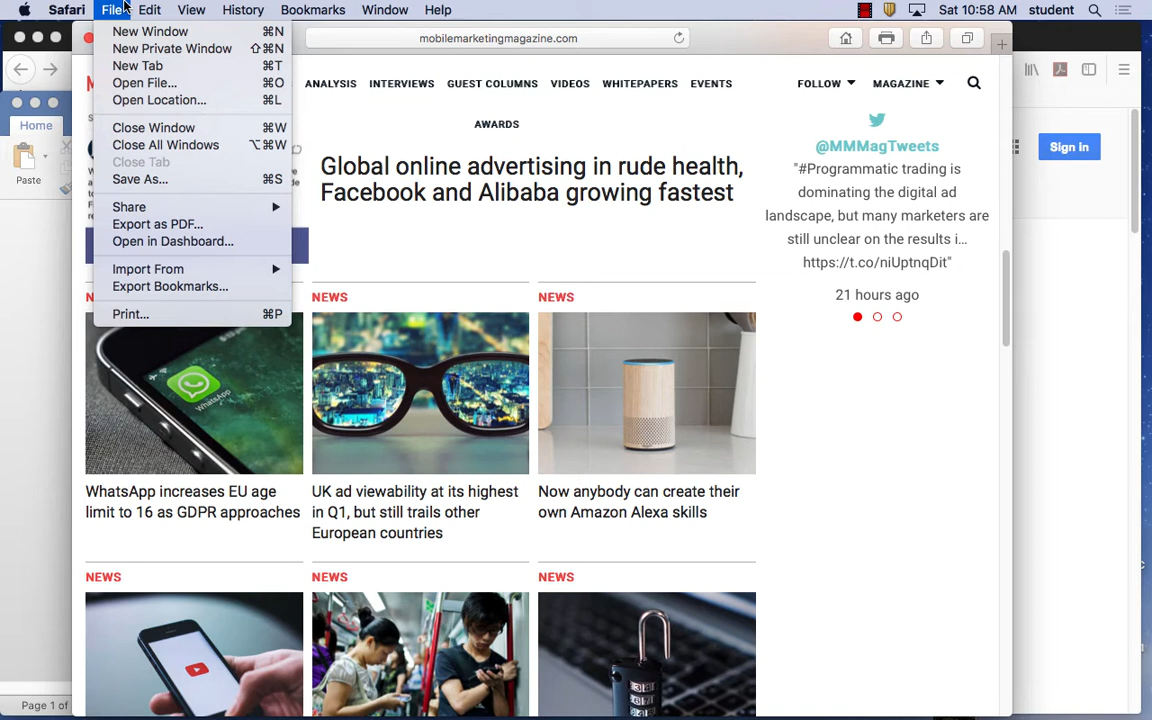 Safari File Edit View History Bookmarks Window Help Sat 10:58 AM student
New Window ⌘N
New Private Window ⇧⌘N
New Tab ⌘T
Open File... ⌘O
Open Location... ⌘L
Close Window ⌘W
Close All Windows ⌥⌘W
Close Tab
Save As... ⌘S
Share
Export as PDF...
Open in Dashboard...
Import From
Export Bookmarks...
Print... ⌘P
mobilemarketingmagazine.com
ANALYSIS INTERVIEWS GUEST COLUMNS VIDEOS WHITEPAPERS EVENTS FOLLOW MAGAZINE
AWARDS
Home
Paste
Sign in
Global online advertising in rude health,
Facebook and Alibaba growing fastest
@MMMagTweets
"#Programmatic trading is
dominating the digital ad
landscape, but many marketers are
still unclear on the results i...
https://t.co/niUptnqDit"
21 hours ago
NEWS
NEWS
WhatsApp
WhatsApp increases EU age
limit to 16 as GDPR approaches
UK ad viewability at its highest
in Q1, but still trails other
European countries
Now anybody can create their
own Amazon Alexa skills
NEWS
NEWS
NEWS
Page 1 of